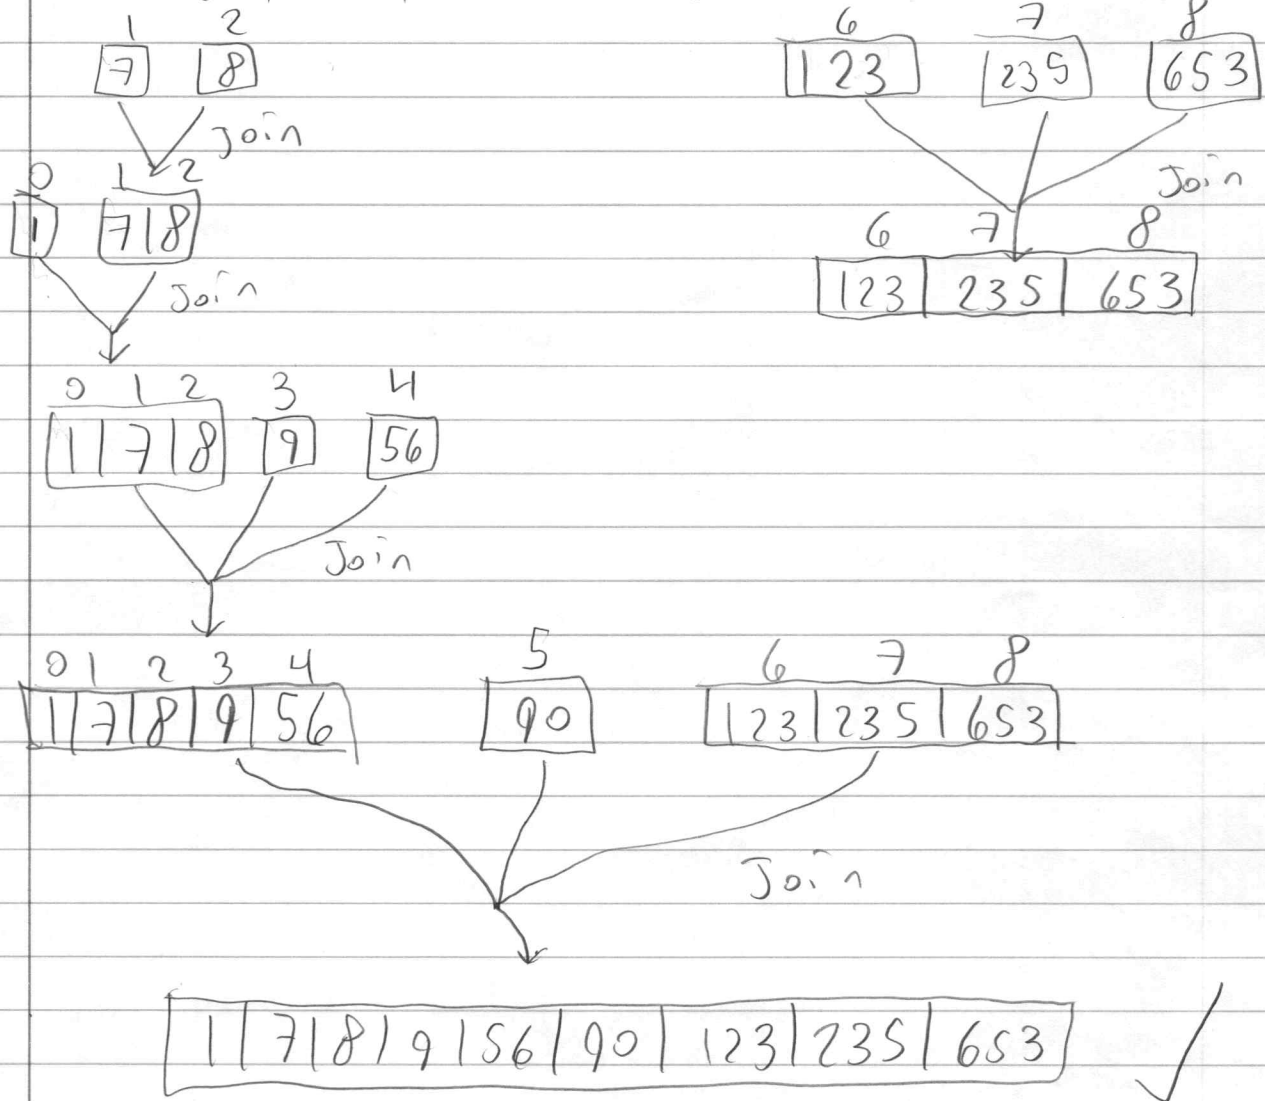 1 2 6 7 8
7 8 123 235 653
Join
0 1 2 Join
1 7 8 6 7 8
Join 123 235 653
0 1 2 3 4
1 7 8 9 56
Join
0 1 2 3 4 5 6 7 8
1 7 8 9 56 90 123 235 653
Join
1 7 8 9 56 90 123 235 653